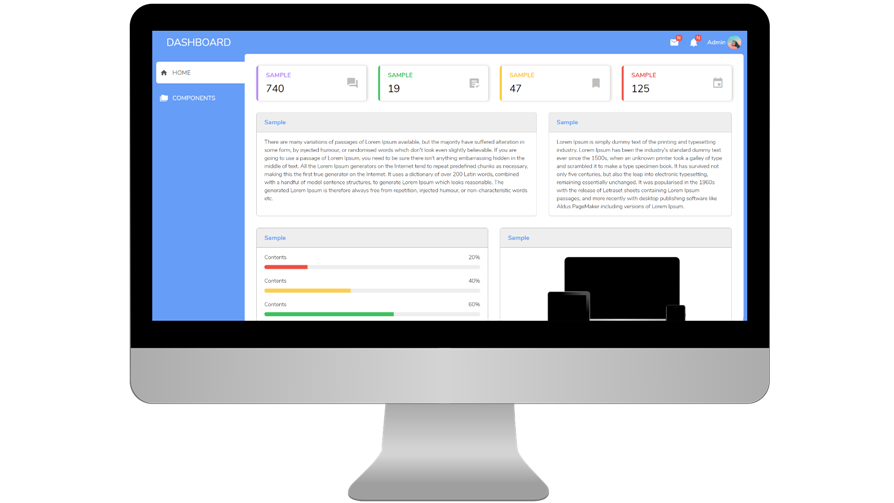 DASHBOARD
Admin
HOME
COMPONENTS
SAMPLE
740
SAMPLE
19
SAMPLE
47
SAMPLE
125
Sample
There are many variations of passages of Lorem Ipsum available, but the majority have suffered alteration in
some form, by injected humour, or randomised words which don't look even slightly believable. If you are
going to use a passage of Lorem Ipsum, you need to be sure there isn't anything embarrassing hidden in the
middle of text. All the Lorem Ipsum generators on the Internet tend to repeat predefined chunks as necessary,
making this the first true generator on the Internet. It uses a dictionary of over 200 Latin words, combined
with a handful of model sentence structures, to generate Lorem Ipsum which looks reasonable. The
generated Lorem Ipsum is therefore always free from repetition, injected humour, or non-characteristic words
etc.
Sample
Lorem Ipsum is simply dummy text of the printing and typesetting
industry. Lorem Ipsum has been the industry's standard dummy text
ever since the 1500s, when an unknown printer took a galley of type
and scrambled it to make a type specimen book. It has survived not
only five centuries, but also the leap into electronic typesetting,
remaining essentially unchanged. It was popularised in the 1960s
with the release of Letraset sheets containing Lorem Ipsum
passages, and more recently with desktop publishing software like
Aldus PageMaker including versions of Lorem Ipsum.
Sample
Contents 20%
Contents 40%
Contents 60%
Sample